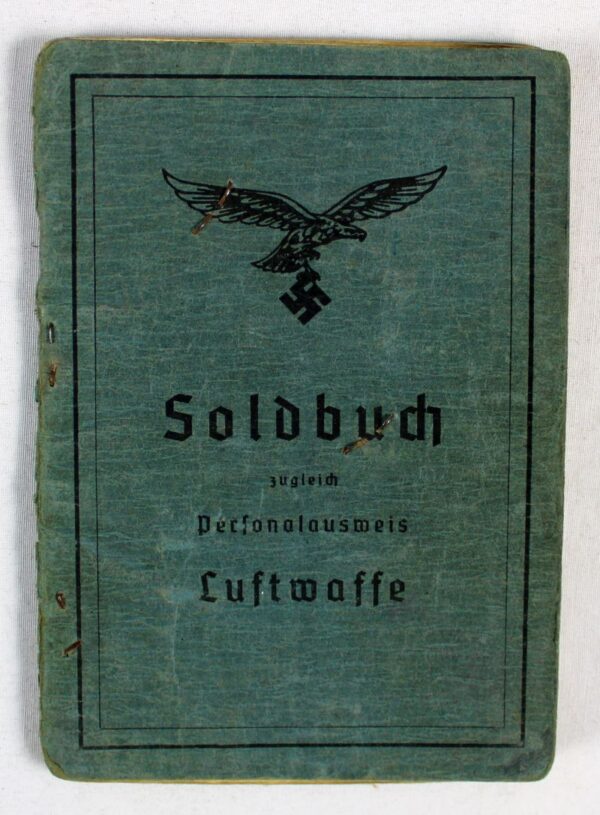 Soldbuch
zugleich
Personalausweis
Luftwaffe